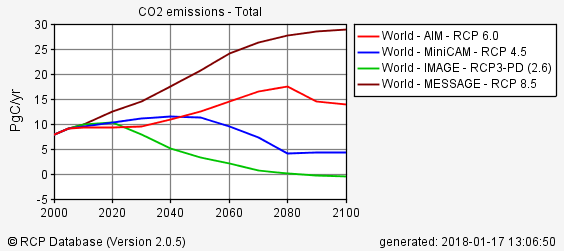 CO2 emissions - Total
PgC/yr
30
25
20
15
10
5
0
-5
2000
2020
2040
2060
2080
2100
World - AIM - RCP 6.0
World - MiniCAM - RCP 4.5
World - IMAGE - RCP3-PD (2.6)
World - MESSAGE - RCP 8.5
© RCP Database (Version 2.0.5)
generated: 2018-01-17 13:06:50